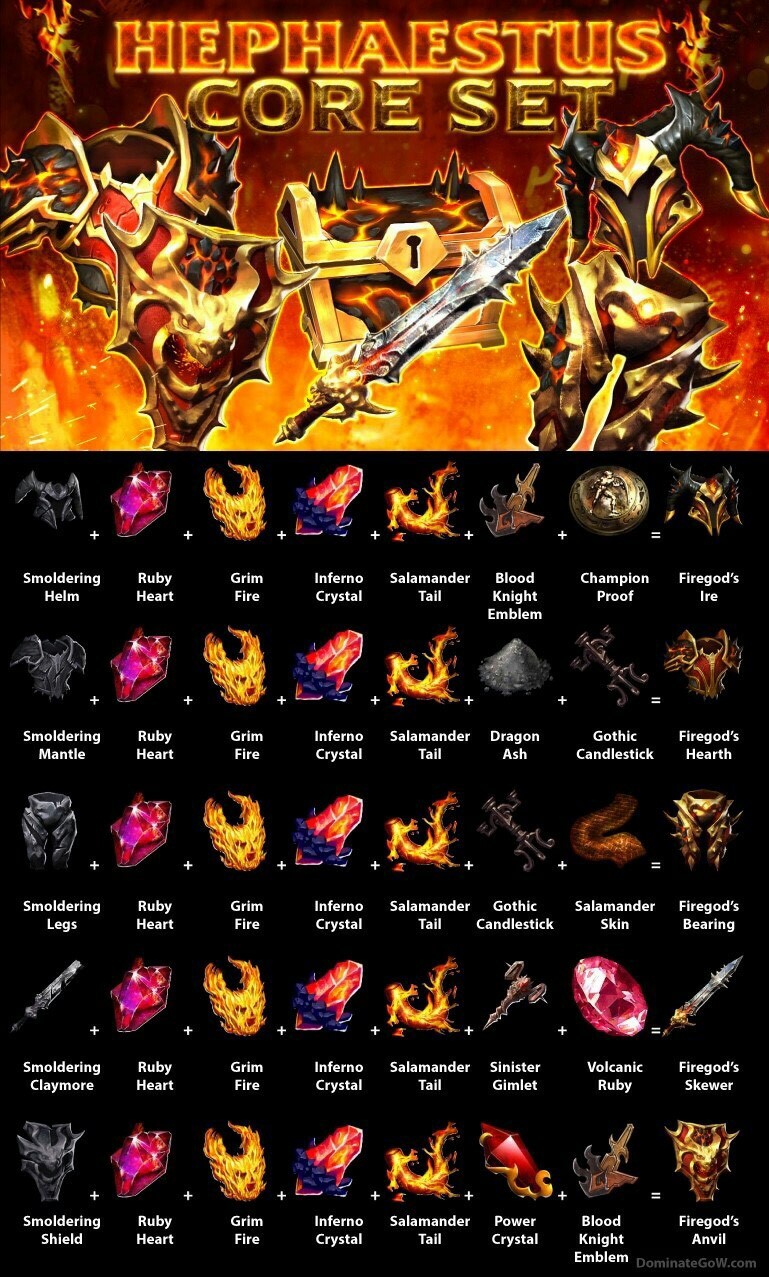 HEPHAESTUS
CORE SET
+ + + + + + =
Smoldering Ruby Grim Inferno Salamander Blood Champion Firegod's
Helm Heart Fire Crystal Tail Knight Proof Ire
Emblem
+ + + + + + =
Smoldering Ruby Grim Inferno Salamander Dragon Gothic Firegod's
Mantle Heart Fire Crystal Tail Ash Candlestick Hearth
+ + + + + + =
Smoldering Ruby Grim Inferno Salamander Gothic Salamander Firegod's
Legs Heart Fire Crystal Tail Candlestick Skin Bearing
+ + + + + + =
Smoldering Ruby Grim Inferno Salamander Sinister Volcanic Firegod's
Claymore Heart Fire Crystal Tail Gimlet Ruby Skewer
+ + + + + + =
Smoldering Ruby Grim Inferno Salamander Power Blood Firegod's
Shield Heart Fire Crystal Tail Crystal Knight Anvil
Emblem
DominateGoW.com